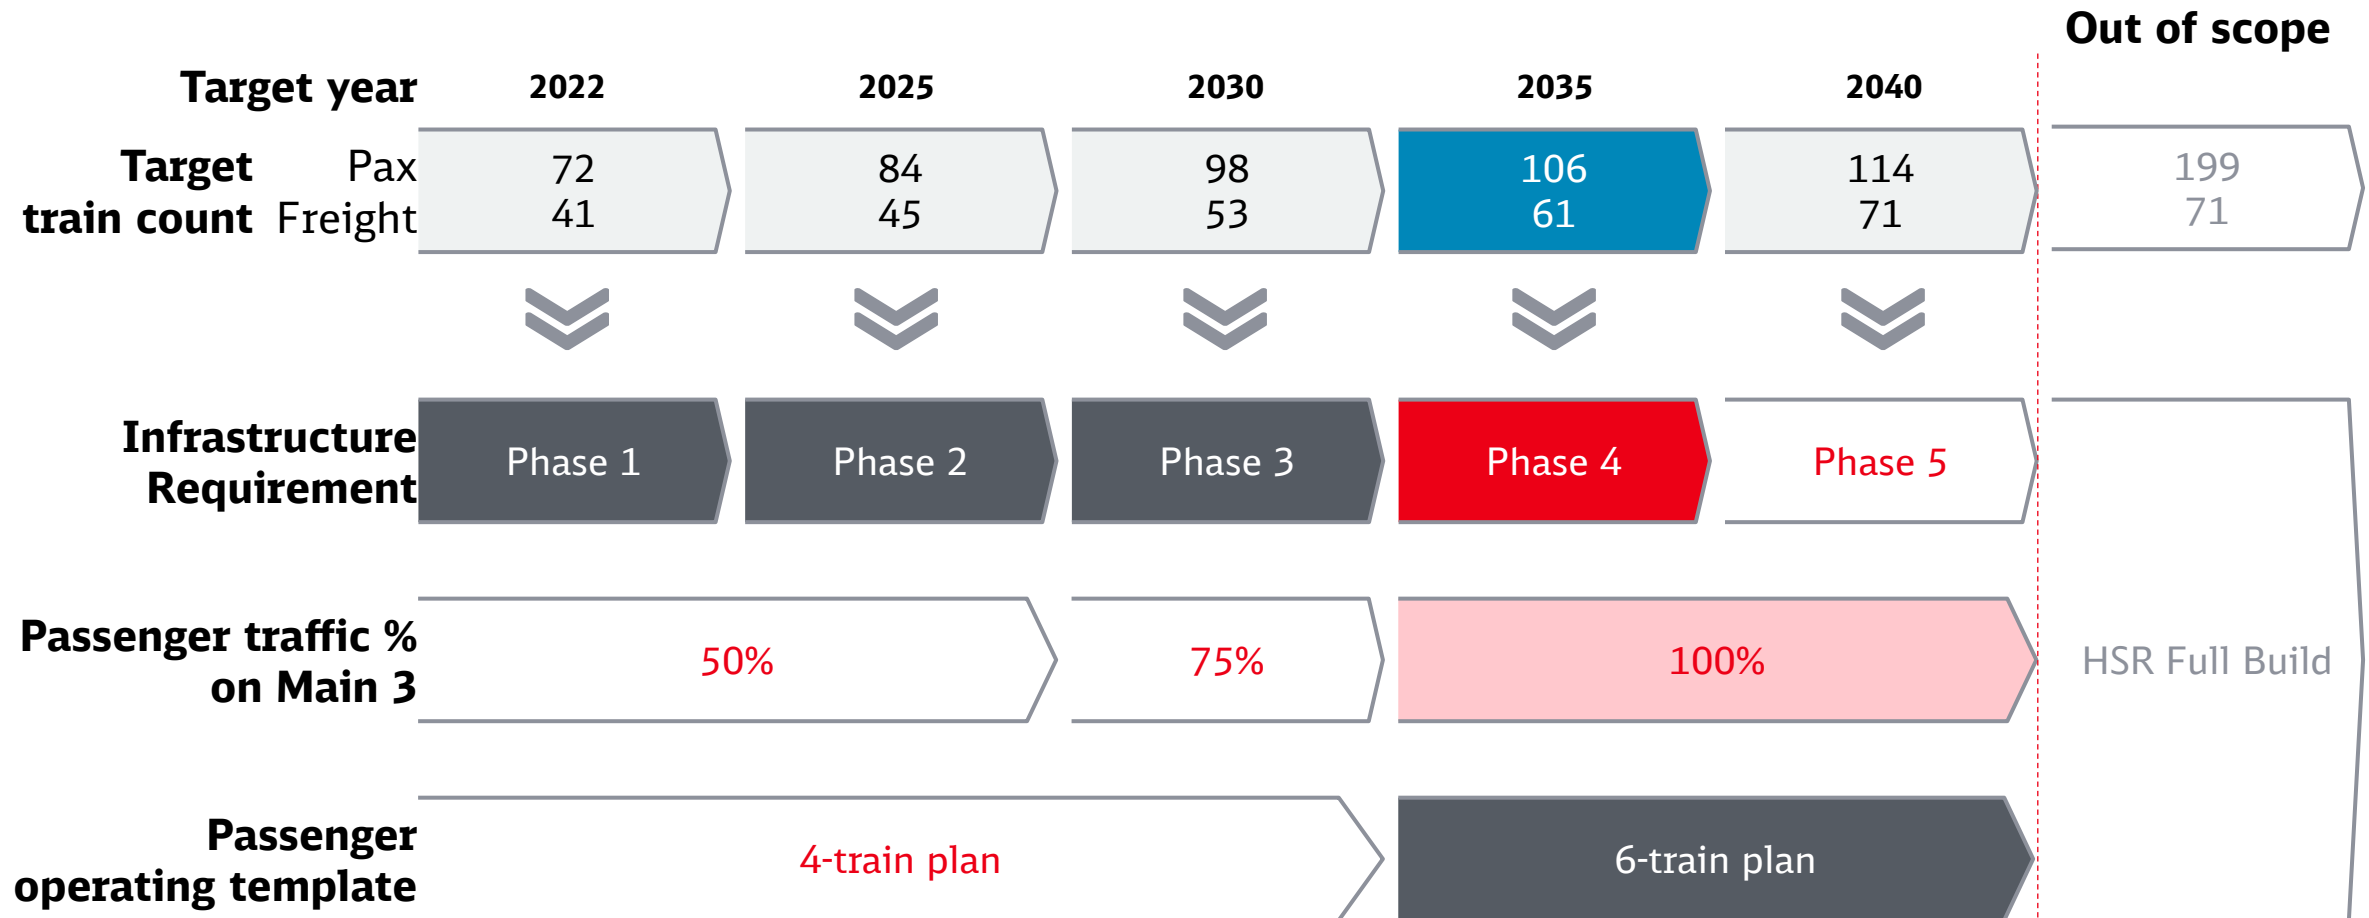 Out of scope
Target year 2022 2025 2030 2035 2040
Target train count
Pax 72 84 98 106 114 199
Freight 41 45 53 61 71 71
Infrastructure
Requirement
Phase 1 Phase 2 Phase 3 Phase 4 Phase 5
Passenger traffic %
on Main 3
50% 75% 100%
HSR Full Build
Passenger
operating template
4-train plan 6-train plan